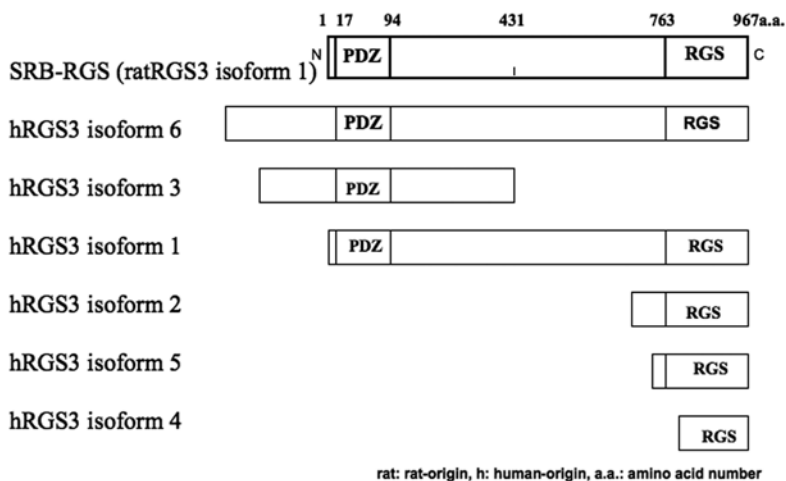 1 17 94 431 763 967a.a.
N PDZ RGS C
SRB-RGS (ratRGS3 isoform 1)
hRGS3 isoform 6 PDZ RGS
hRGS3 isoform 3 PDZ
hRGS3 isoform 1 PDZ RGS
hRGS3 isoform 2 RGS
hRGS3 isoform 5 RGS
hRGS3 isoform 4 RGS
rat: rat-origin, h: human-origin, a.a.: amino acid number